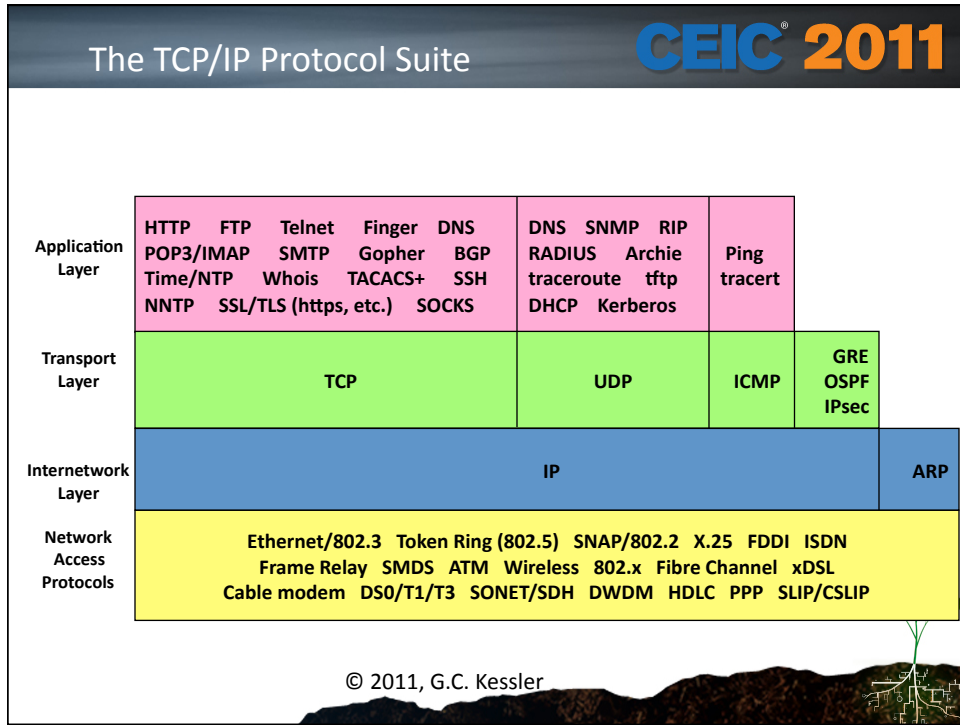 The TCP/IP Protocol Suite
CEIC® 2011
Application
Layer
HTTP FTP Telnet Finger DNS
POP3/IMAP SMTP Gopher BGP
Time/NTP Whois TACACS+ SSH
NNTP SSL/TLS (https, etc.) SOCKS
DNS SNMP RIP
RADIUS Archie
traceroute tftp
DHCP Kerberos
Ping
tracert
Transport
Layer
TCP
UDP
ICMP
GRE
OSPF
IPsec
Internetwork
Layer
IP
ARP
Network
Access
Protocols
Ethernet/802.3 Token Ring (802.5) SNAP/802.2 X.25 FDDI ISDN
Frame Relay SMDS ATM Wireless 802.x Fibre Channel xDSL
Cable modem DS0/T1/T3 SONET/SDH DWDM HDLC PPP SLIP/CSLIP
© 2011, G.C. Kessler